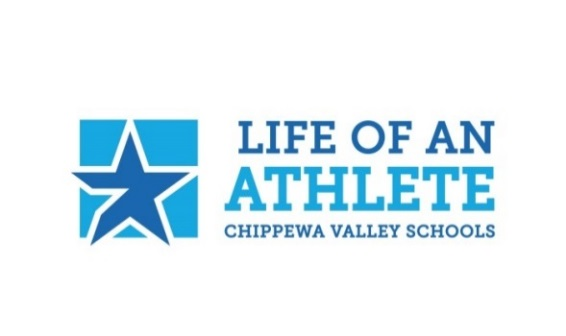 LIFE OF AN
ATHLETE
CHIPPEWA VALLEY SCHOOLS